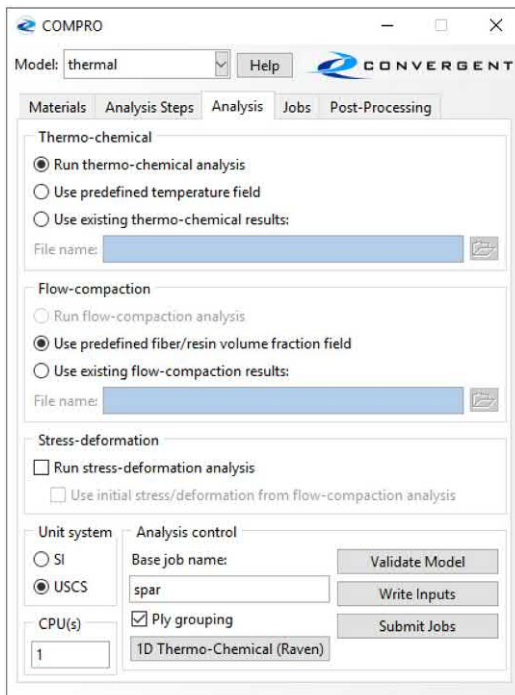 COMPRO
Model: thermal Help CONVERGENT
Materials Analysis Steps Analysis Jobs Post-Processing
Thermo-chemical
Run thermo-chemical analysis
Use predefined temperature field
Use existing thermo-chemical results:
File name:
Flow-compaction
Run flow-compaction analysis
Use predefined fiber/resin volume fraction field
Use existing flow-compaction results:
File name:
Stress-deformation
Run stress-deformation analysis
Use initial stress/deformation from flow-compaction analysis
Unit system
SI
USCS
CPU(s)
1
Analysis control
Base job name:
spar
Ply grouping
1D Thermo-Chemical (Raven)
Validate Model
Write Inputs
Submit Jobs